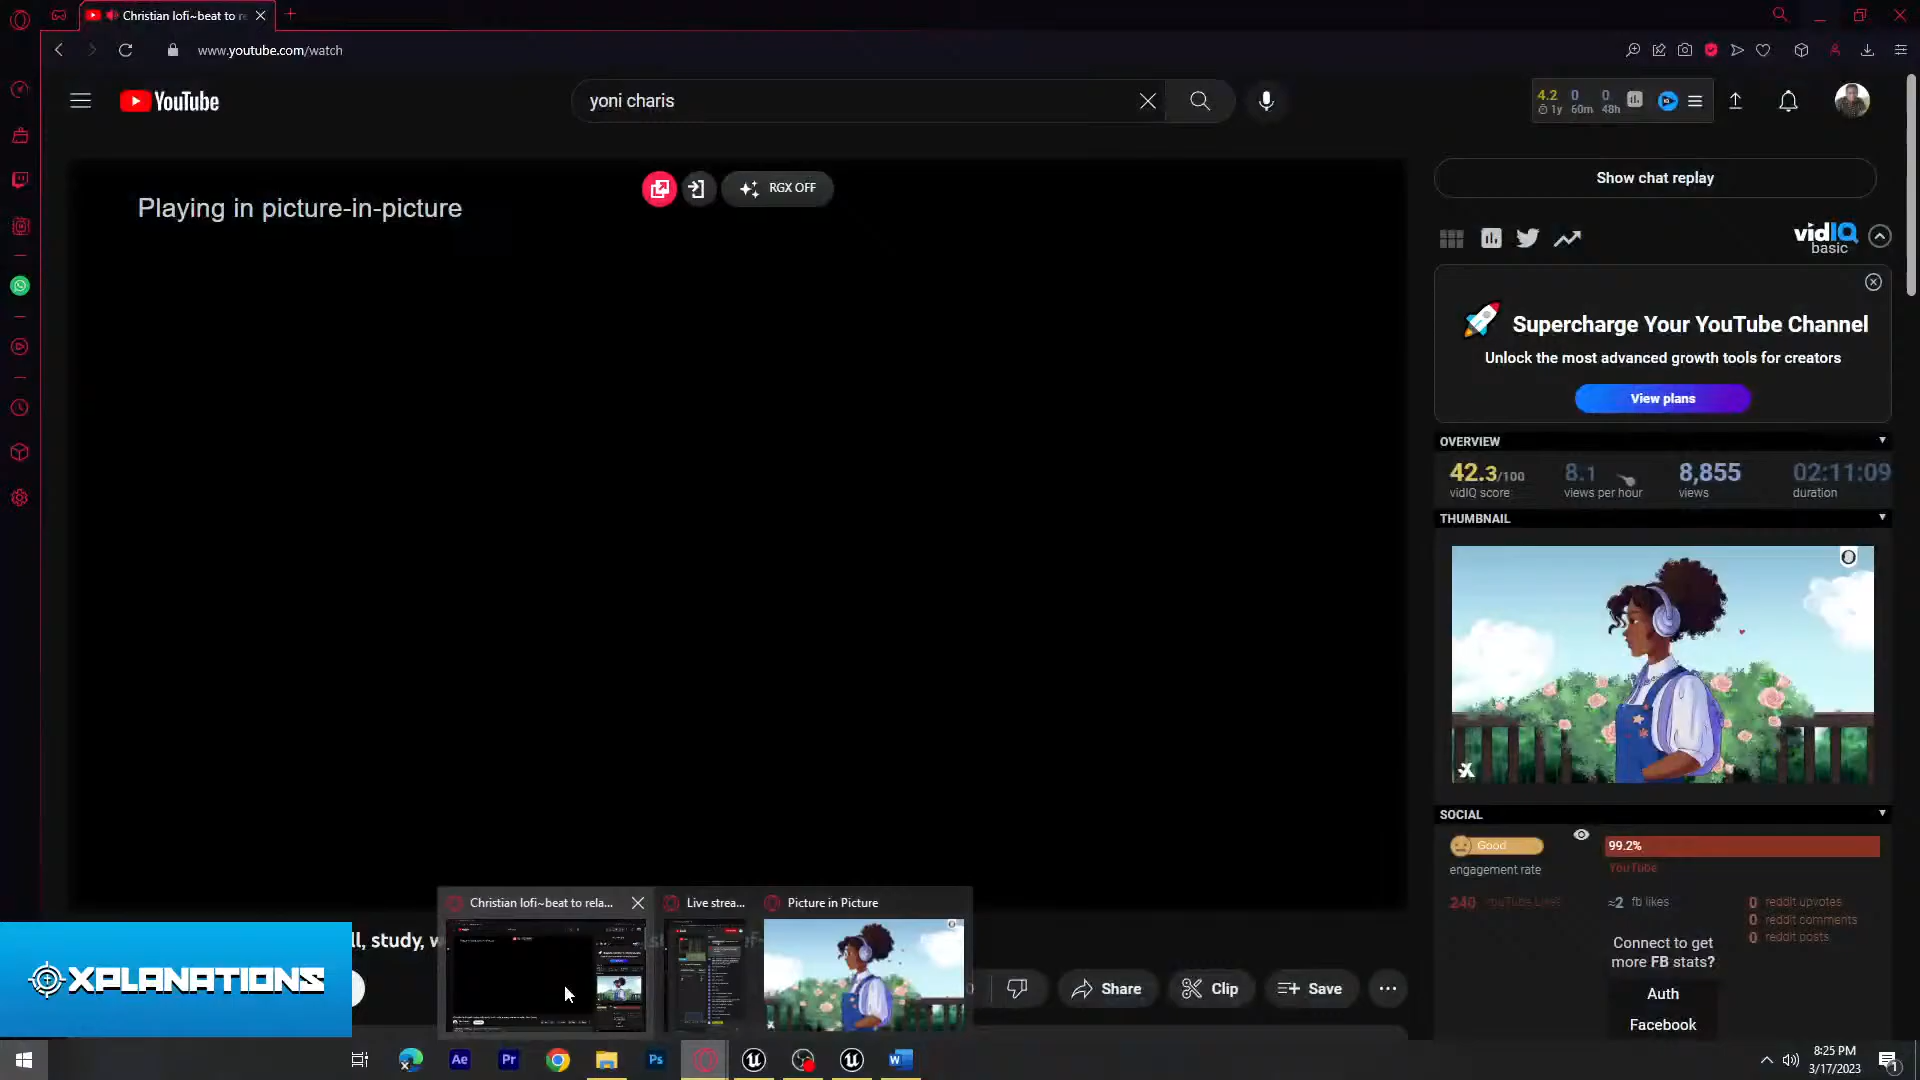 Christian lofi~beat to re
www.youtube.com/watch
YouTube
yoni charis
4.2 0 0
1y 60m 48h
Playing in picture-in-picture
RGX OFF
Show chat replay
vidIQ
basic
Supercharge Your YouTube Channel
Unlock the most advanced growth tools for creators
View plans
OVERVIEW
42.3/100 8.1 8,855 02:11:09
vidIQ score views per hour views duration
THUMBNAIL
SOCIAL
Good 99.2%
engagement rate YouTube
240 YouTube Likes ≈2 fb likes 0 reddit upvotes
0 reddit comments
0 reddit posts
Connect to get
more FB stats?
Auth
Facebook
Christian lofi~beat to rela... Live strea... Picture in Picture
ll, study, w
XPLANATIONS
Share Clip Save
Ae Pr Ps W
8:25 PM
3/17/2023
1